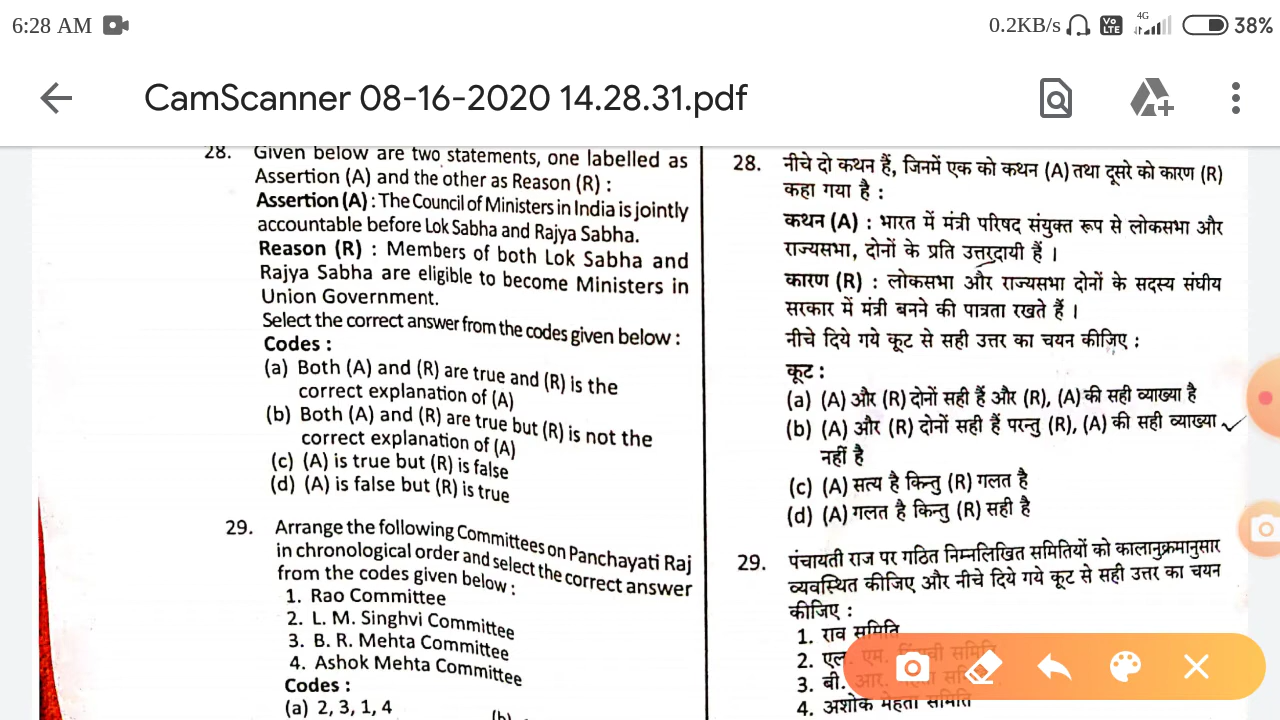 6:28 AM
0.2KB/s
Vo LTE
4G
38%
CamScanner 08-16-2020 14.28.31.pdf
28. Given below are two statements, one labelled as
Assertion (A) and the other as Reason (R) :
Assertion (A) : The Council of Ministers in India is jointly
accountable before Lok Sabha and Rajya Sabha.
Reason (R) : Members of both Lok Sabha and
Rajya Sabha are eligible to become Ministers in
Union Government.
Select the correct answer from the codes given below :
Codes :
(a) Both (A) and (R) are true and (R) is the
correct explanation of (A)
(b) Both (A) and (R) are true but (R) is not the
correct explanation of (A)
(c) (A) is true but (R) is false
(d) (A) is false but (R) is true
29. Arrange the following Committees on Panchayati Raj
in chronological order and select the correct answer
from the codes given below :
1. Rao Committee
2. L. M. Singhvi Committee
3. B. R. Mehta Committee
4. Ashok Mehta Committee
Codes :
(a) 2, 3, 1, 4
28. नीचे दो कथन हैं, जिनमें एक को कथन (A) तथा दूसरे को कारण (R)
कहा गया है :
कथन (A) : भारत में मंत्री परिषद संयुक्त रूप से लोकसभा और
राज्यसभा, दोनों के प्रति उत्तरदायी हैं ।
कारण (R) : लोकसभा और राज्यसभा दोनों के सदस्य संघीय
सरकार में मंत्री बनने की पात्रता रखते हैं ।
नीचे दिये गये कूट से सही उत्तर का चयन कीजिए :
कूट :
(a) (A) और (R) दोनों सही हैं और (R), (A) की सही व्याख्या है
(b) (A) और (R) दोनों सही हैं परन्तु (R), (A) की सही व्याख्या
नहीं है
(c) (A) सत्य है किन्तु (R) गलत है
(d) (A) गलत है किन्तु (R) सही है
29. पंचायती राज पर गठित निम्नलिखित समितियों को कालानुक्रमानुसार
व्यवस्थित कीजिए और नीचे दिये गये कूट से सही उत्तर का चयन
कीजिए :
1. राव समिति
2. एल. एम. सिंघवी समिति
3. बी. आर. मेहता समिति
4. अशोक मेहता समिति